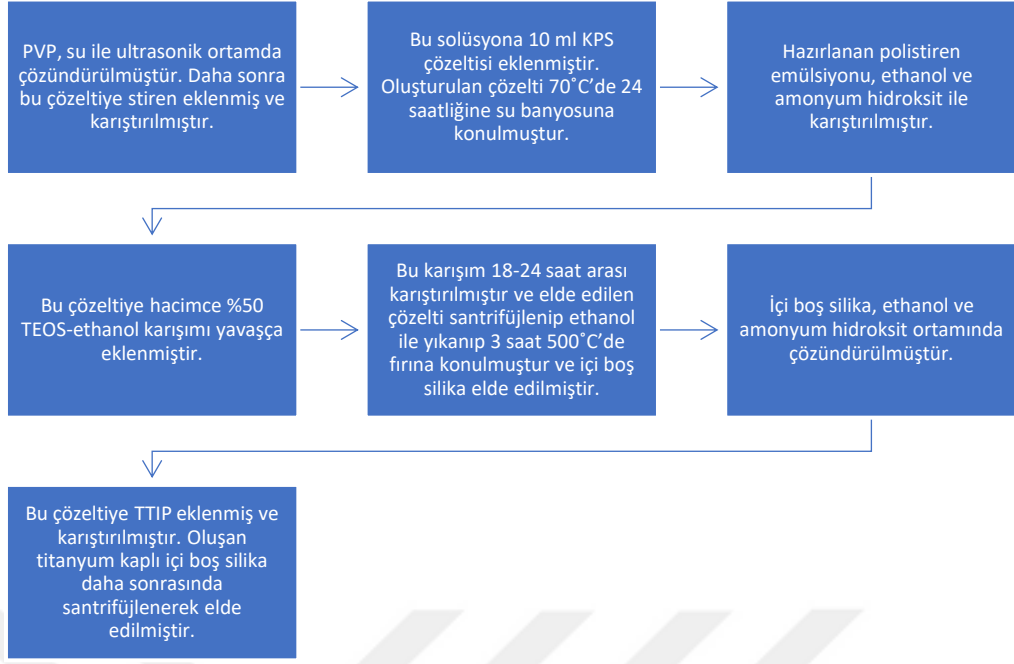 PVP, su ile ultrasonik ortamda
çözündürülmüştür. Daha sonra
bu çözeltiye stiren eklenmiş ve
karıştırılmıştır.
Bu solüsyona 10 ml KPS
çözeltisi eklenmiştir.
Oluşturulan çözelti 70˚C’de 24
saatliğine su banyosuna
konulmuştur.
Hazırlanan polistiren
emülsiyonu, ethanol ve
amonyum hidroksit ile
karıştırılmıştır.
Bu çözeltiye hacimce %50
TEOS-ethanol karışımı yavaşça
eklenmiştir.
Bu karışım 18-24 saat arası
karıştırılmıştır ve elde edilen
çözelti santrifüjlenip ethanol
ile yıkanıp 3 saat 500˚C’de
fırına konulmuştur ve içi boş
silika elde edilmiştir.
İçi boş silika, ethanol ve
amonyum hidroksit ortamında
çözündürülmüştür.
Bu çözeltiye TTIP eklenmiş ve
karıştırılmıştır. Oluşan
titanyum kaplı içi boş silika
daha sonrasında
santrifüjlenerek elde
edilmiştir.